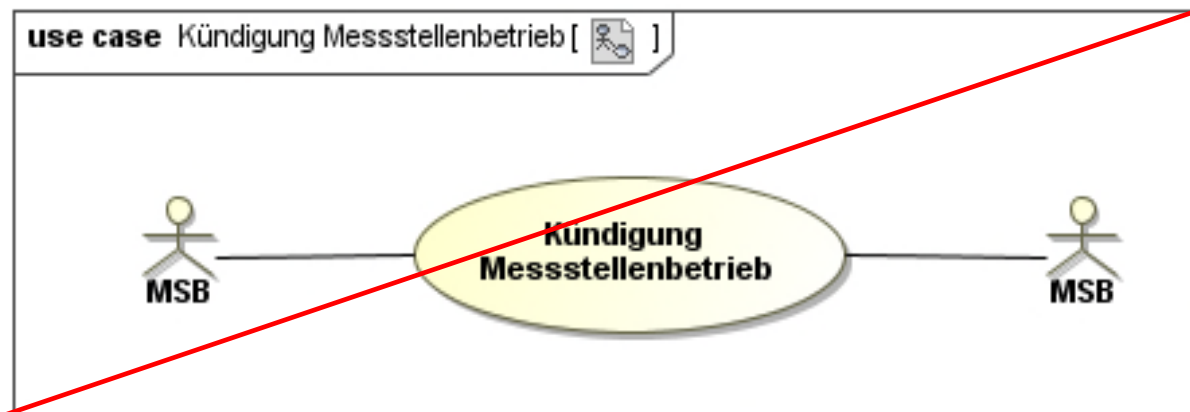 use case Kündigung Messstellenbetrieb [ ]
Kündigung
Messstellenbetrieb
MSB
MSB